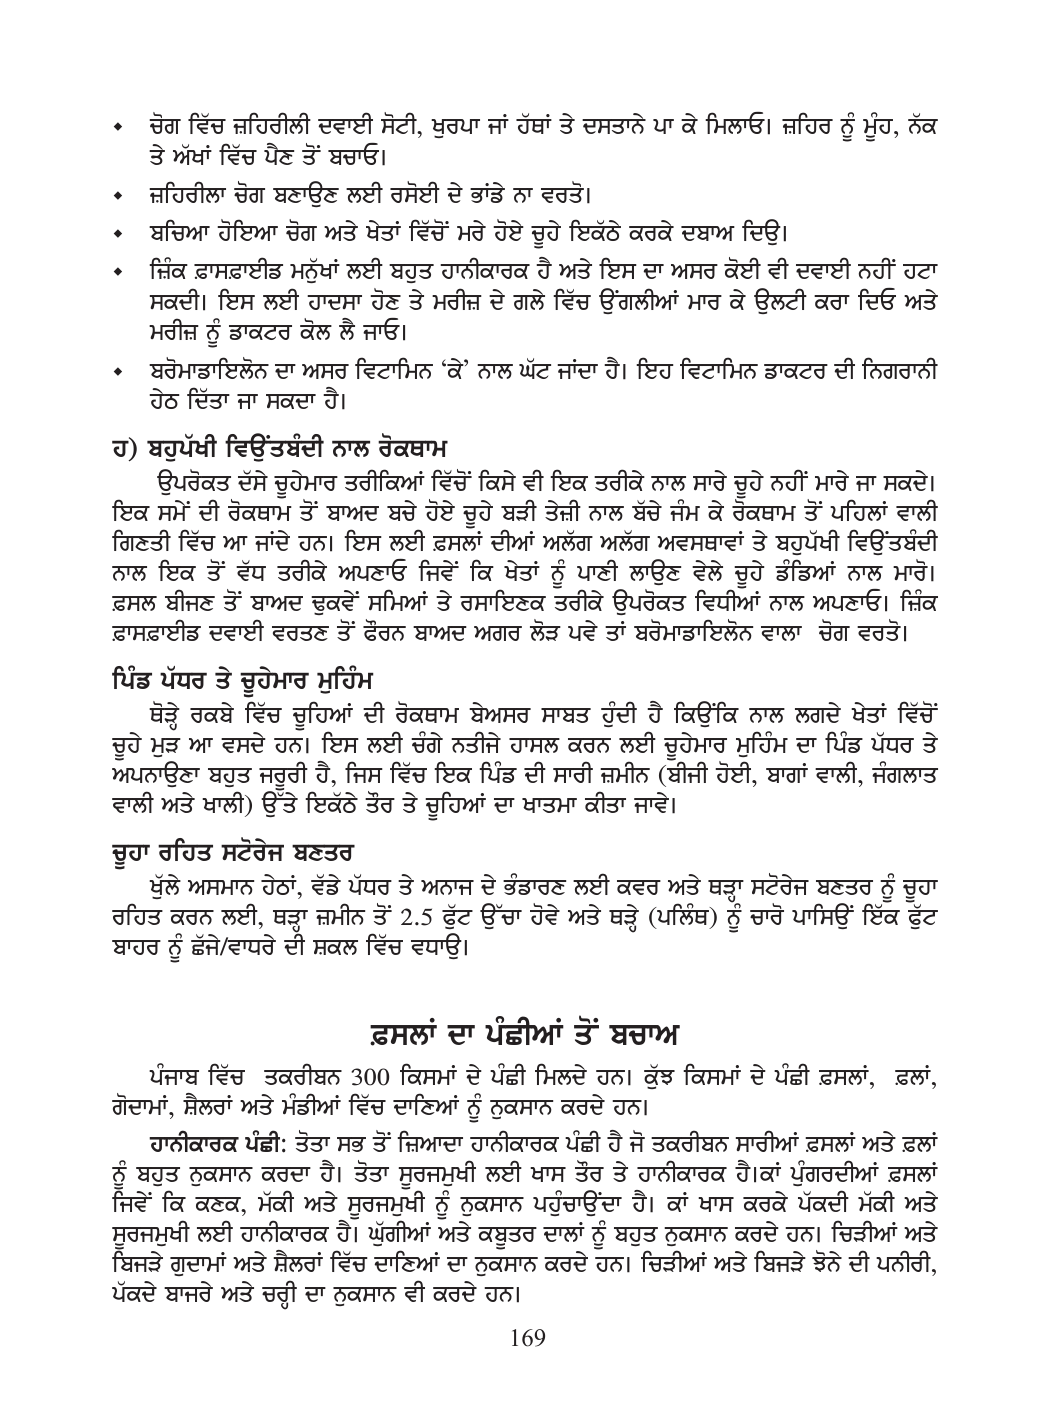 ◆ ਚੋਗ ਵਿੱਚ ਜ਼ਹਿਰੀਲੀ ਦਵਾਈ ਸੋਟੀ, ਖੁਰਪਾ ਜਾਂ ਹੱਥਾਂ ਤੇ ਦਸਤਾਨੇ ਪਾ ਕੇ ਮਿਲਾਓ। ਜ਼ਹਿਰ ਨੂੰ ਮੂੰਹ, ਨੱਕ
ਤੇ ਅੱਖਾਂ ਵਿੱਚ ਪੈਣ ਤੋਂ ਬਚਾਓ।
◆ ਜ਼ਹਿਰੀਲਾ ਚੋਗ ਬਣਾਉਣ ਲਈ ਰਸੋਈ ਦੇ ਭਾਂਡੇ ਨਾ ਵਰਤੋ।
◆ ਬਚਿਆ ਹੋਇਆ ਚੋਗ ਅਤੇ ਖੇਤਾਂ ਵਿੱਚੋਂ ਮਰੇ ਹੋਏ ਚੂਹੇ ਇਕੱਠੇ ਕਰਕੇ ਦਬਾਅ ਦਿਉ।
◆ ਜ਼ਿੰਕ ਫ਼ਾਸਫ਼ਾਈਡ ਮਨੁੱਖਾਂ ਲਈ ਬਹੁਤ ਹਾਨੀਕਾਰਕ ਹੈ ਅਤੇ ਇਸ ਦਾ ਅਸਰ ਕੋਈ ਵੀ ਦਵਾਈ ਨਹੀਂ ਹਟਾ
ਸਕਦੀ। ਇਸ ਲਈ ਹਾਦਸਾ ਹੋਣ ਤੇ ਮਰੀਜ਼ ਦੇ ਗਲੇ ਵਿੱਚ ਉਂਗਲੀਆਂ ਮਾਰ ਕੇ ਉਲਟੀ ਕਰਾ ਦਿਓ ਅਤੇ
ਮਰੀਜ਼ ਨੂੰ ਡਾਕਟਰ ਕੋਲ ਲੈ ਜਾਓ।
◆ ਬਰੋਮਾਡਾਇਲੋਨ ਦਾ ਅਸਰ ਵਿਟਾਮਿਨ ‘ਕੇ’ ਨਾਲ ਘੱਟ ਜਾਂਦਾ ਹੈ। ਇਹ ਵਿਟਾਮਿਨ ਡਾਕਟਰ ਦੀ ਨਿਗਰਾਨੀ
ਹੇਠ ਦਿੱਤਾ ਜਾ ਸਕਦਾ ਹੈ।
ਹ) ਬਹੁਪੱਖੀ ਵਿਉਂਤਬੰਦੀ ਨਾਲ ਰੋਕਥਾਮ
ਉਪਰੋਕਤ ਦੱਸੇ ਚੂਹੇਮਾਰ ਤਰੀਕਿਆਂ ਵਿੱਚੋਂ ਕਿਸੇ ਵੀ ਇਕ ਤਰੀਕੇ ਨਾਲ ਸਾਰੇ ਚੂਹੇ ਨਹੀਂ ਮਾਰੇ ਜਾ ਸਕਦੇ।
ਇਕ ਸਮੇਂ ਦੀ ਰੋਕਥਾਮ ਤੋਂ ਬਾਅਦ ਬਚੇ ਹੋਏ ਚੂਹੇ ਬੜੀ ਤੇਜ਼ੀ ਨਾਲ ਬੱਚੇ ਜੰਮ ਕੇ ਰੋਕਥਾਮ ਤੋਂ ਪਹਿਲਾਂ ਵਾਲੀ
ਗਿਣਤੀ ਵਿੱਚ ਆ ਜਾਂਦੇ ਹਨ। ਇਸ ਲਈ ਫ਼ਸਲਾਂ ਦੀਆਂ ਅਲੱਗ ਅਲੱਗ ਅਵਸਥਾਵਾਂ ਤੇ ਬਹੁਪੱਖੀ ਵਿਉਂਤਬੰਦੀ
ਨਾਲ ਇਕ ਤੋਂ ਵੱਧ ਤਰੀਕੇ ਅਪਣਾਓ ਜਿਵੇਂ ਕਿ ਖੇਤਾਂ ਨੂੰ ਪਾਣੀ ਲਾਉਣ ਵੇਲੇ ਚੂਹੇ ਡੰਡਿਆਂ ਨਾਲ ਮਾਰੋ।
ਫ਼ਸਲ ਬੀਜਣ ਤੋਂ ਬਾਅਦ ਢੁਕਵੇਂ ਸਮਿਆਂ ਤੇ ਰਸਾਇਣਕ ਤਰੀਕੇ ਉਪਰੋਕਤ ਵਿਧੀਆਂ ਨਾਲ ਅਪਣਾਓ। ਜ਼ਿੰਕ
ਫ਼ਾਸਫ਼ਾਈਡ ਦਵਾਈ ਵਰਤਣ ਤੋਂ ਫੌਰਨ ਬਾਅਦ ਅਗਰ ਲੋੜ ਪਵੇ ਤਾਂ ਬਰੋਮਾਡਾਇਲੋਨ ਵਾਲਾ ਚੋਗ ਵਰਤੋ।
ਪਿੰਡ ਪੱਧਰ ਤੇ ਚੂਹੇਮਾਰ ਮੁਹਿੰਮ
ਥੋੜ੍ਹੇ ਰਕਬੇ ਵਿੱਚ ਚੂਹਿਆਂ ਦੀ ਰੋਕਥਾਮ ਬੇਅਸਰ ਸਾਬਤ ਹੁੰਦੀ ਹੈ ਕਿਉਂਕਿ ਨਾਲ ਲਗਦੇ ਖੇਤਾਂ ਵਿੱਚੋਂ
ਚੂਹੇ ਮੁੜ ਆ ਵਸਦੇ ਹਨ। ਇਸ ਲਈ ਚੰਗੇ ਨਤੀਜੇ ਹਾਸਲ ਕਰਨ ਲਈ ਚੂਹੇਮਾਰ ਮੁਹਿੰਮ ਦਾ ਪਿੰਡ ਪੱਧਰ ਤੇ
ਅਪਨਾਉਣਾ ਬਹੁਤ ਜਰੂਰੀ ਹੈ, ਜਿਸ ਵਿੱਚ ਇਕ ਪਿੰਡ ਦੀ ਸਾਰੀ ਜ਼ਮੀਨ (ਬੀਜੀ ਹੋਈ, ਬਾਗਾਂ ਵਾਲੀ, ਜੰਗਲਾਤ
ਵਾਲੀ ਅਤੇ ਖਾਲੀ) ਉੱਤੇ ਇਕੱਠੇ ਤੌਰ ਤੇ ਚੂਹਿਆਂ ਦਾ ਖਾਤਮਾ ਕੀਤਾ ਜਾਵੇ।
ਚੂਹਾ ਰਹਿਤ ਸਟੋਰੇਜ ਬਣਤਰ
ਖੁੱਲੇ ਅਸਮਾਨ ਹੇਠਾਂ, ਵੱਡੇ ਪੱਧਰ ਤੇ ਅਨਾਜ ਦੇ ਭੰਡਾਰਣ ਲਈ ਕਵਰ ਅਤੇ ਥੜ੍ਹਾ ਸਟੋਰੇਜ ਬਣਤਰ ਨੂੰ ਚੂਹਾ
ਰਹਿਤ ਕਰਨ ਲਈ, ਥੜ੍ਹਾ ਜ਼ਮੀਨ ਤੋਂ 2.5 ਫੁੱਟ ਉੱਚਾ ਹੋਵੇ ਅਤੇ ਥੜ੍ਹੇ (ਪਲਿੰਥ) ਨੂੰ ਚਾਰੋ ਪਾਸਿਉਂ ਇੱਕ ਫੁੱਟ
ਬਾਹਰ ਨੂੰ ਛੱਜੇ/ਵਾਧਰੇ ਦੀ ਸ਼ਕਲ ਵਿੱਚ ਵਧਾਉ।
ਫ਼ਸਲਾਂ ਦਾ ਪੰਛੀਆਂ ਤੋਂ ਬਚਾਅ
ਪੰਜਾਬ ਵਿੱਚ ਤਕਰੀਬਨ 300 ਕਿਸਮਾਂ ਦੇ ਪੰਛੀ ਮਿਲਦੇ ਹਨ। ਕੁੱਝ ਕਿਸਮਾਂ ਦੇ ਪੰਛੀ ਫ਼ਸਲਾਂ, ਫ਼ਲਾਂ,
ਗੋਦਾਮਾਂ, ਸ਼ੈਲਰਾਂ ਅਤੇ ਮੰਡੀਆਂ ਵਿੱਚ ਦਾਣਿਆਂ ਨੂੰ ਨੁਕਸਾਨ ਕਰਦੇ ਹਨ।
ਹਾਨੀਕਾਰਕ ਪੰਛੀ: ਤੋਤਾ ਸਭ ਤੋਂ ਜ਼ਿਆਦਾ ਹਾਨੀਕਾਰਕ ਪੰਛੀ ਹੈ ਜੋ ਤਕਰੀਬਨ ਸਾਰੀਆਂ ਫ਼ਸਲਾਂ ਅਤੇ ਫ਼ਲਾਂ
ਨੂੰ ਬਹੁਤ ਨੁਕਸਾਨ ਕਰਦਾ ਹੈ। ਤੋਤਾ ਸੂਰਜਮੁਖੀ ਲਈ ਖਾਸ ਤੌਰ ਤੇ ਹਾਨੀਕਾਰਕ ਹੈ।ਕਾਂ ਪੁੰਗਰਦੀਆਂ ਫ਼ਸਲਾਂ
ਜਿਵੇਂ ਕਿ ਕਣਕ, ਮੱਕੀ ਅਤੇ ਸੂਰਜਮੁਖੀ ਨੂੰ ਨੁਕਸਾਨ ਪਹੁੰਚਾਉਂਦਾ ਹੈ। ਕਾਂ ਖਾਸ ਕਰਕੇ ਪੱਕਦੀ ਮੱਕੀ ਅਤੇ
ਸੂਰਜਮੁਖੀ ਲਈ ਹਾਨੀਕਾਰਕ ਹੈ। ਘੁੱਗੀਆਂ ਅਤੇ ਕਬੂਤਰ ਦਾਲਾਂ ਨੂੰ ਬਹੁਤ ਨੁਕਸਾਨ ਕਰਦੇ ਹਨ। ਚਿੜੀਆਂ ਅਤੇ
ਬਿਜੜੇ ਗੁਦਾਮਾਂ ਅਤੇ ਸ਼ੈਲਰਾਂ ਵਿੱਚ ਦਾਣਿਆਂ ਦਾ ਨੁਕਸਾਨ ਕਰਦੇ ਹਨ। ਚਿੜੀਆਂ ਅਤੇ ਬਿਜੜੇ ਝੋਨੇ ਦੀ ਪਨੀਰੀ,
ਪੱਕਦੇ ਬਾਜਰੇ ਅਤੇ ਚਰ੍ਹੀ ਦਾ ਨੁਕਸਾਨ ਵੀ ਕਰਦੇ ਹਨ।
169